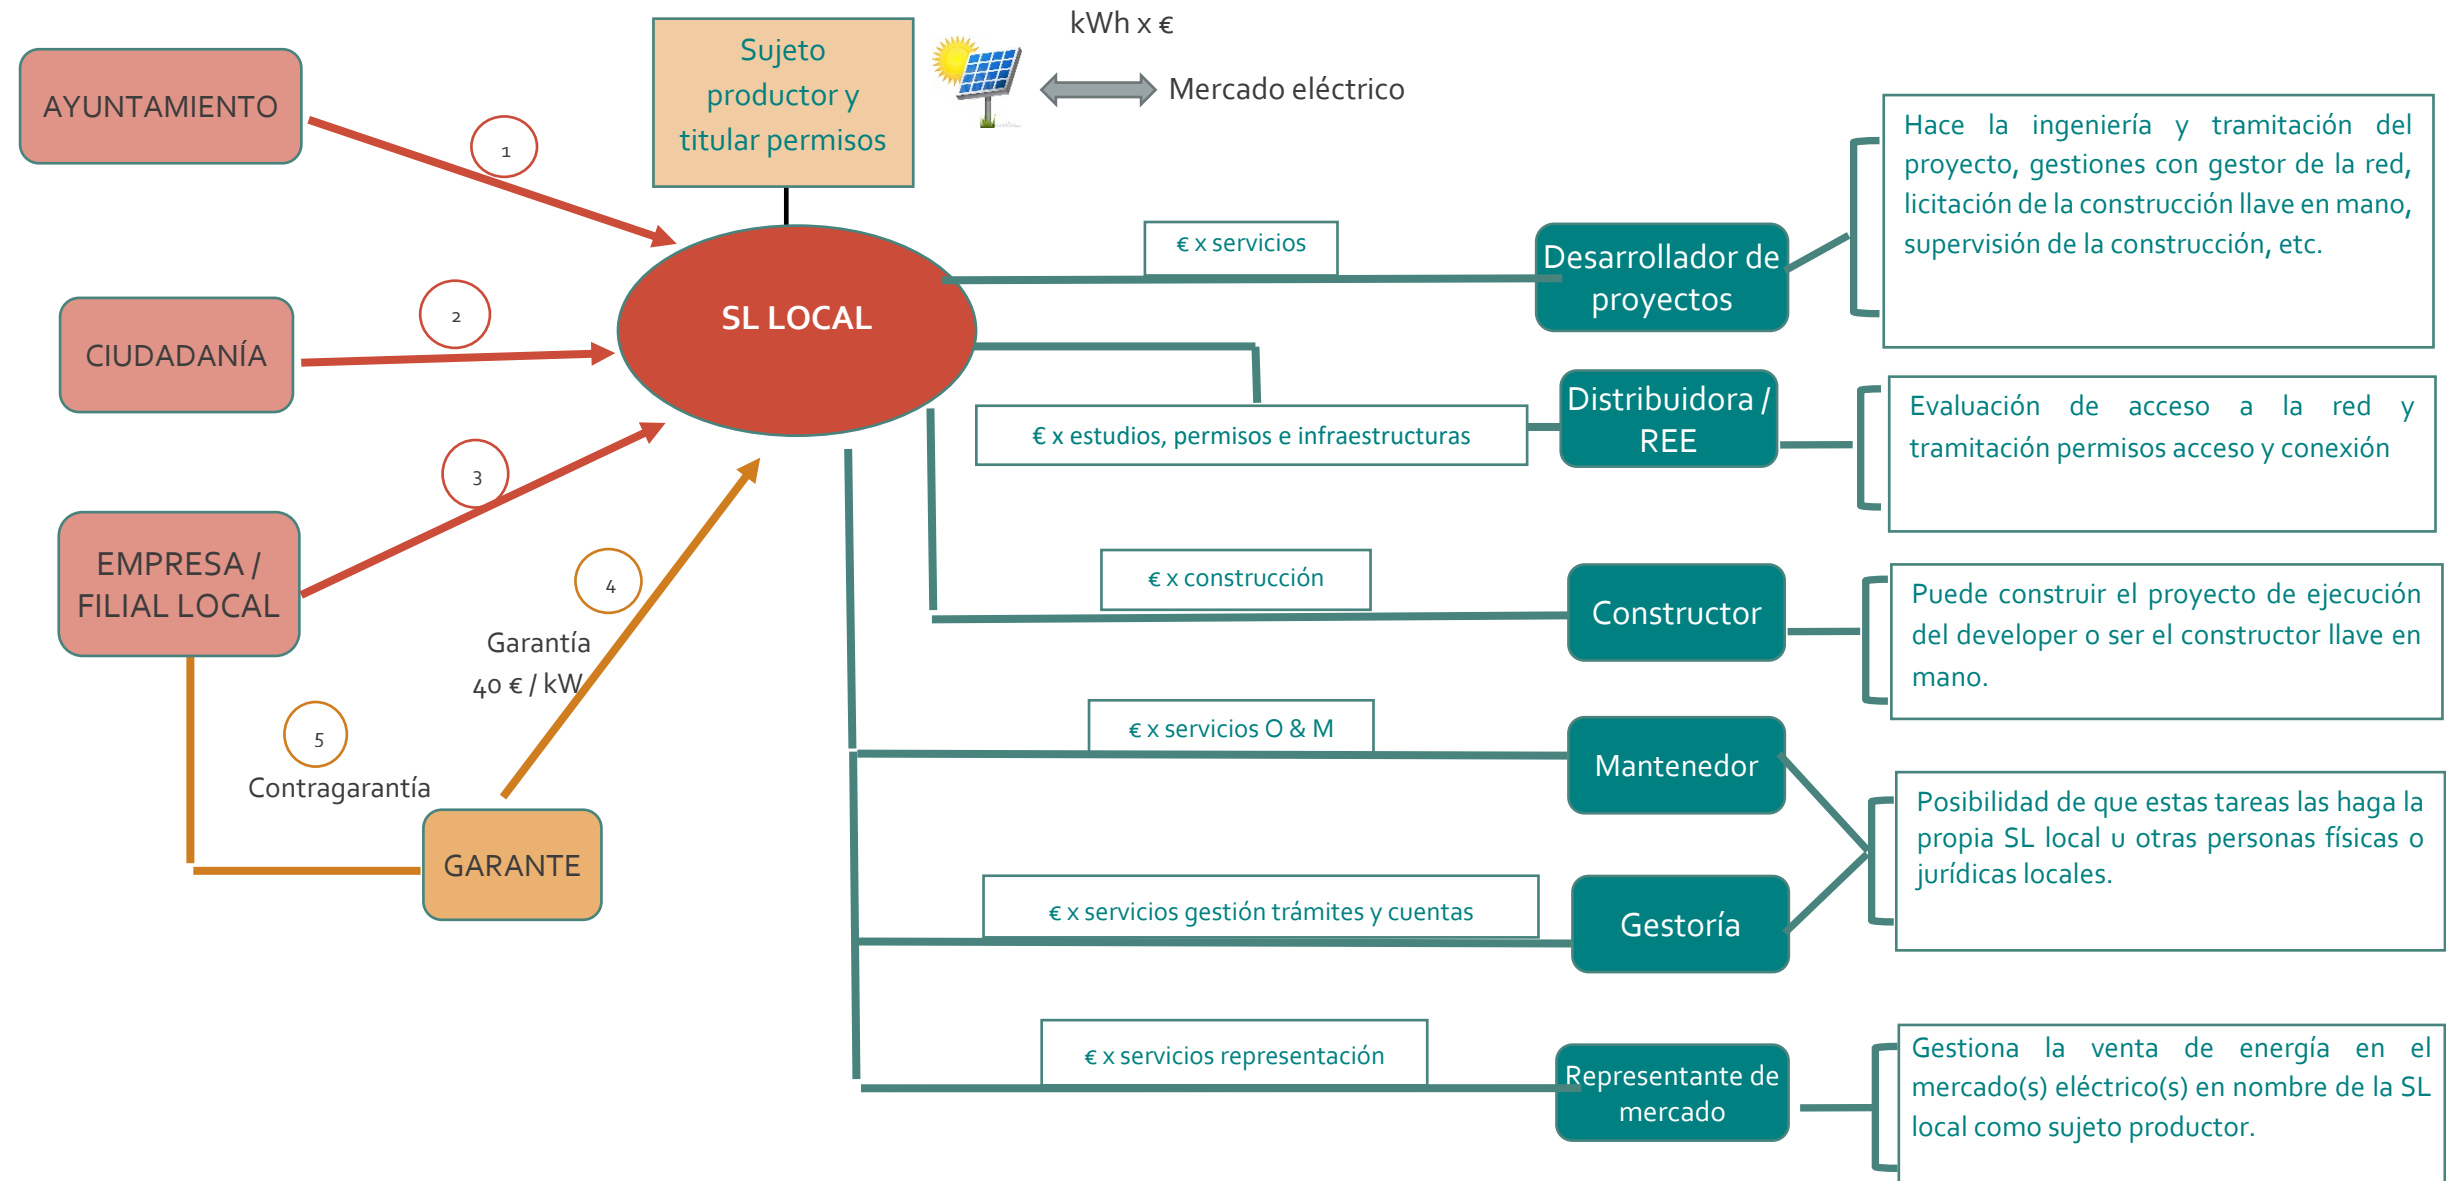 kWh x €
Mercado eléctrico
Sujeto
productor y
titular permisos
AYUNTAMIENTO
1
CIUDADANÍA
2
EMPRESA /
FILIAL LOCAL
3
4
Garantía
40 € / kW
5
Contragarantía
GARANTE
SL LOCAL
€ x servicios
Desarrollador de
proyectos
Hace la ingeniería y tramitación del
proyecto, gestiones con gestor de la red,
licitación de la construcción llave en mano,
supervisión de la construcción, etc.
€ x estudios, permisos e infraestructuras
Distribuidora /
REE
Evaluación de acceso a la red y
tramitación permisos acceso y conexión
€ x construcción
Constructor
Puede construir el proyecto de ejecución
del developer o ser el constructor llave en
mano.
€ x servicios O & M
Mantenedor
€ x servicios gestión trámites y cuentas
Gestoría
Posibilidad de que estas tareas las haga la
propia SL local u otras personas físicas o
jurídicas locales.
€ x servicios representación
Representante de
mercado
Gestiona la venta de energía en el
mercado(s) eléctrico(s) en nombre de la SL
local como sujeto productor.